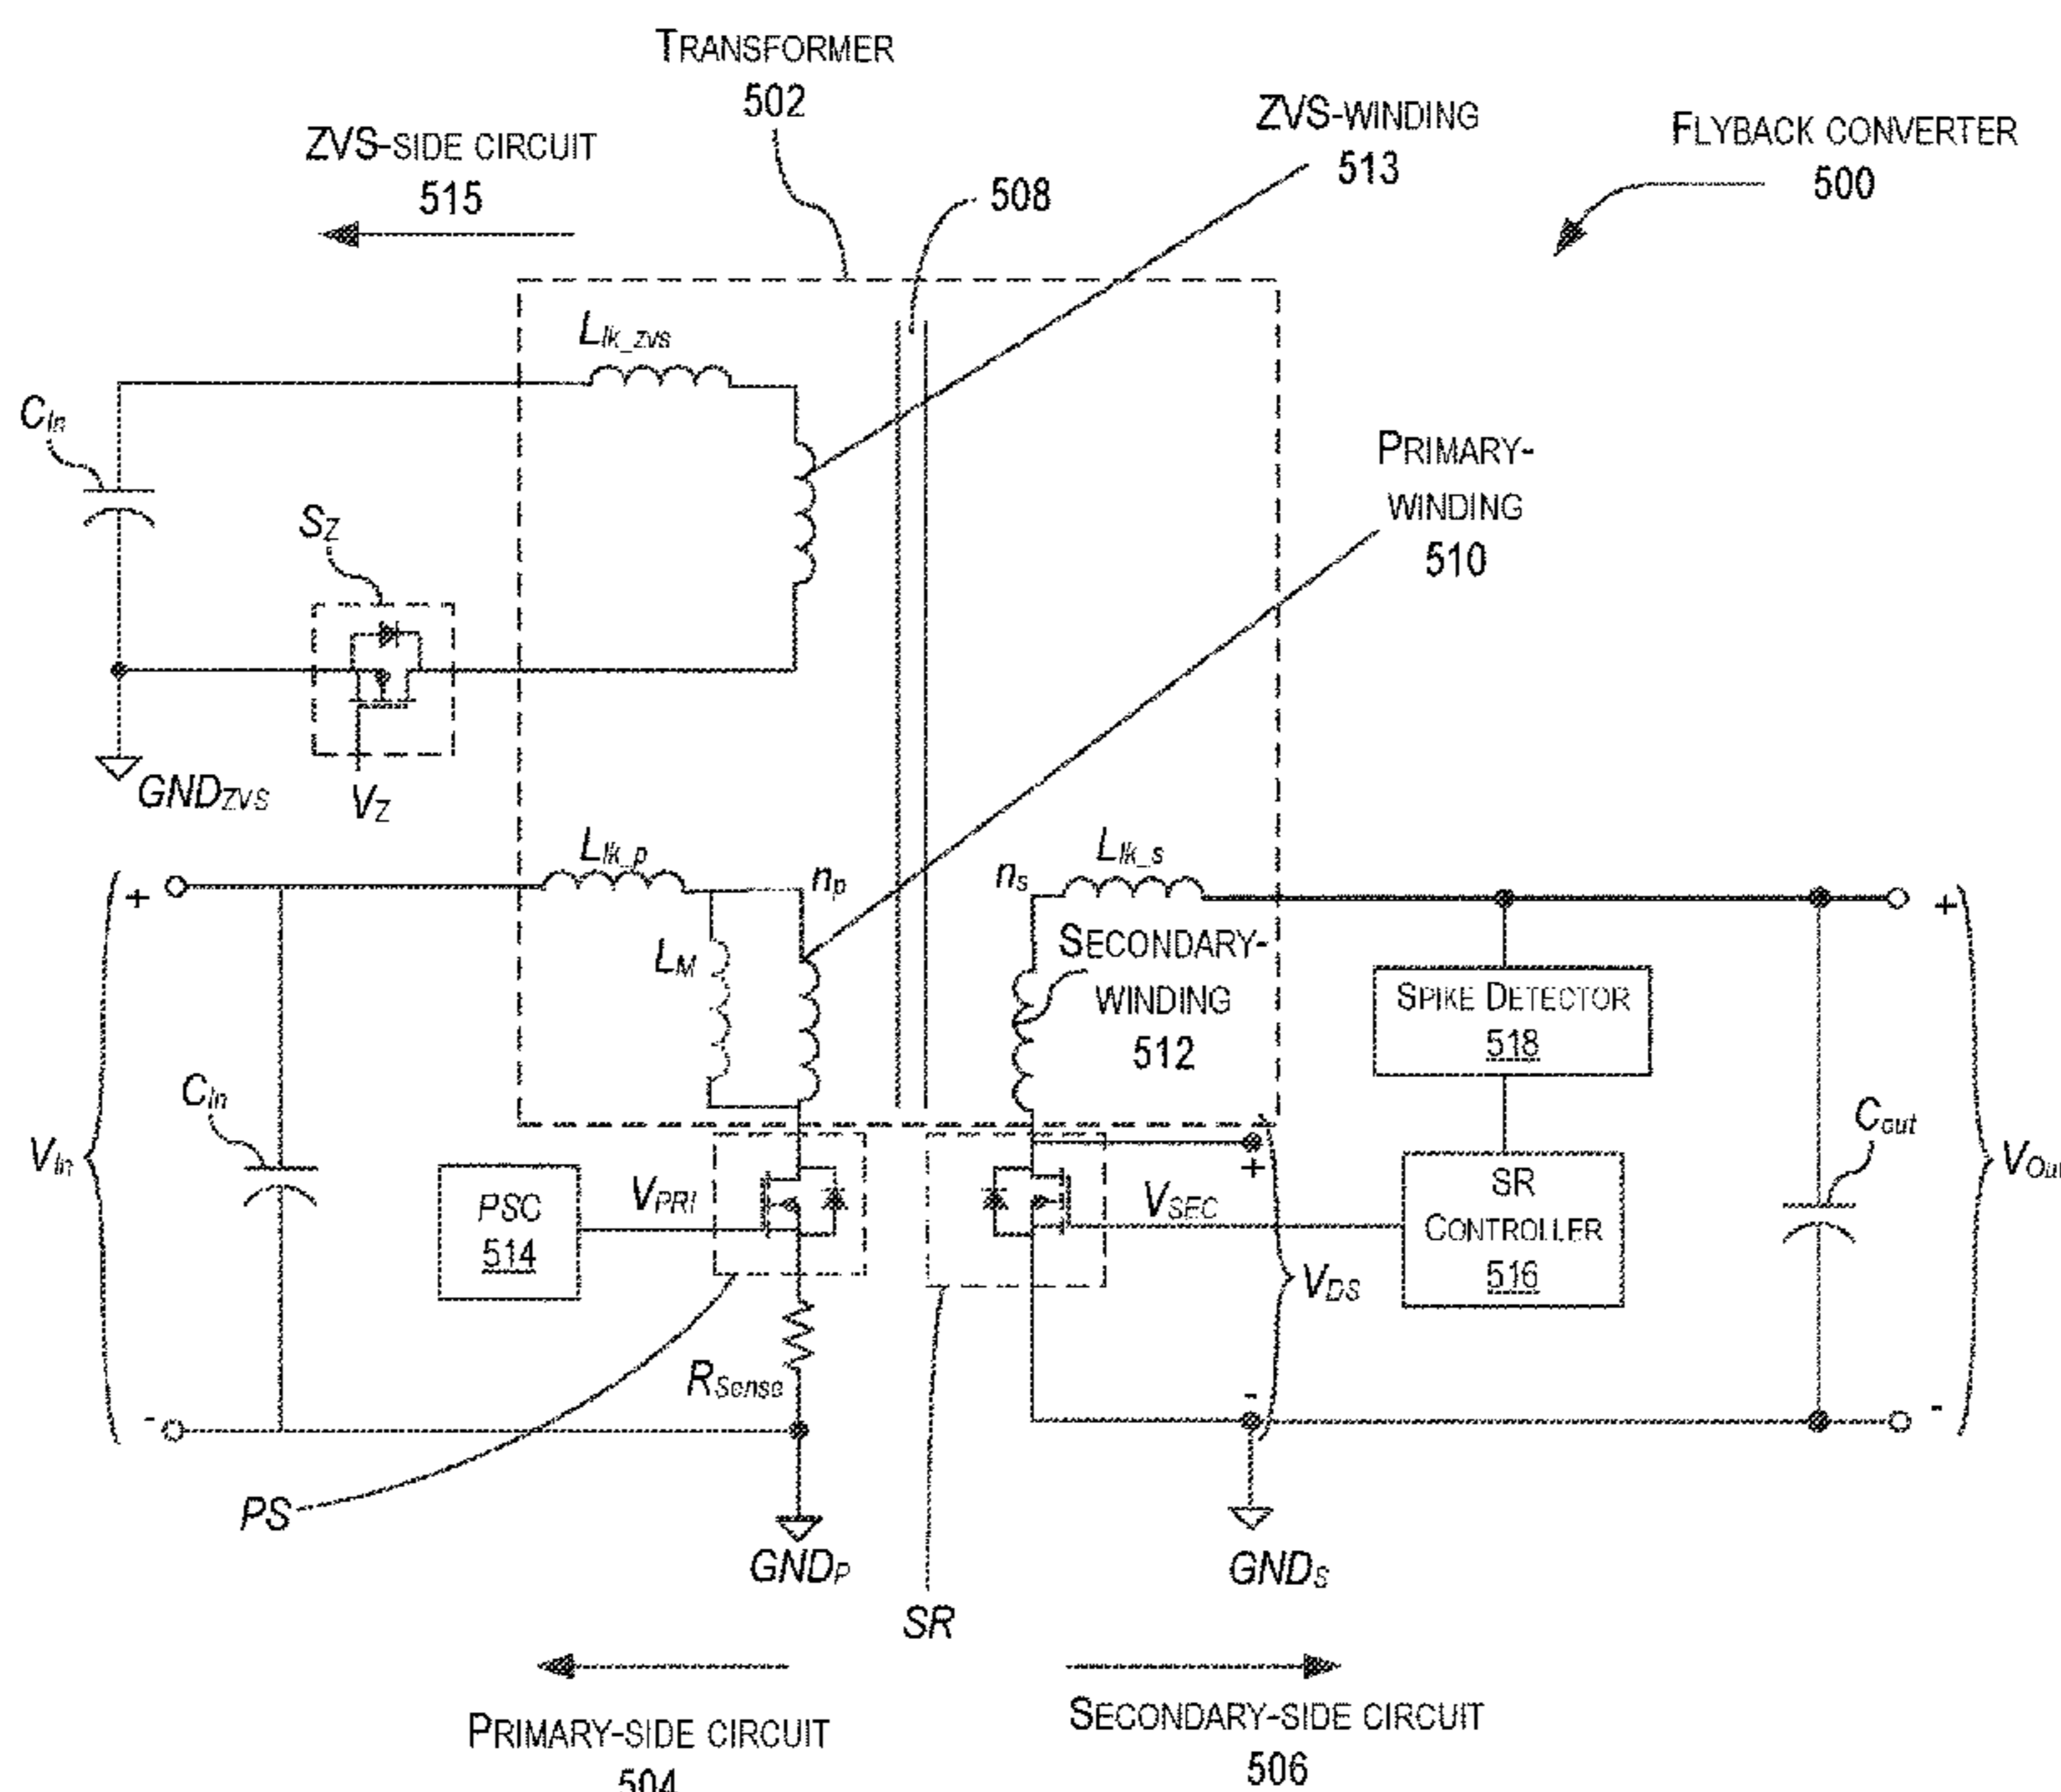 TRANSFORMER
502
ZVS-SIDE CIRCUIT
515
508
ZVS-WINDING
513
FLYBACK CONVERTER
500
Llk_zvs
CIn
SZ
GNDZVS
VZ
PRIMARY-
WINDING
510
Llk_p
np
ns
Llk_s
+
+
LM
SECONDARY-
WINDING
512
SPIKE DETECTOR
518
CIn
VIn
PSC
514
VPRI
VSEC
+
VDS
SR
CONTROLLER
516
Cout
VOut
RSense
-
-
-
PS
GNDP
GNDS
SR
PRIMARY-SIDE CIRCUIT
504
SECONDARY-SIDE CIRCUIT
506